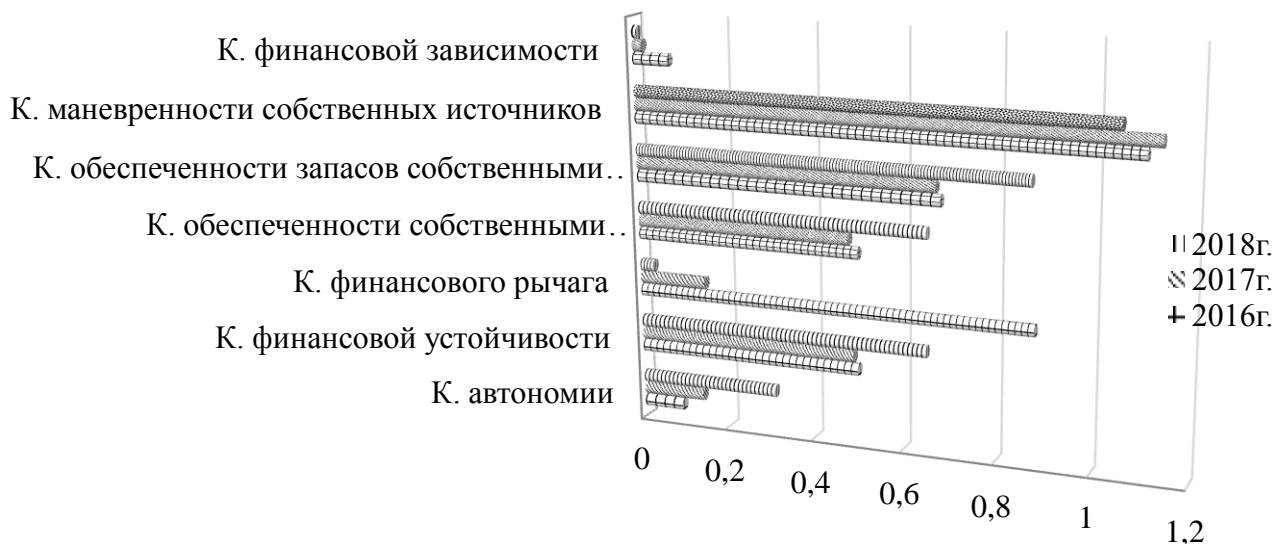 К. финансовой зависимости
К. маневренности собственных источников
К. обеспеченности запасов собственными..
К. обеспеченности собственными..
К. финансового рычага
К. финансовой устойчивости
К. автономии
2018г.
2017г.
2016г.
0
0,2
0,4
0,6
0,8
1
1,2